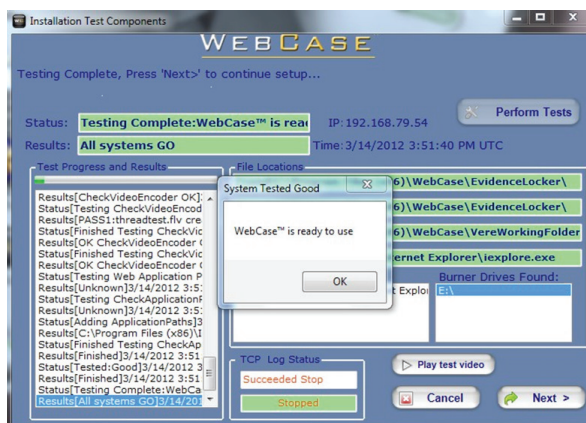 Installation Test Components
WEBCASE
Testing Complete, Press 'Next>' to continue setup...
Status: Testing Complete:WebCase™ is rea
IP:192.168.79.54
Perform Tests
Results: All systems GO
Time:3/14/2012 3:51:40 PM UTC
Test Progress and Results
Results[CheckVideoEncoder OK]
Status[Testing CheckVideoEncod
Results[PASS1:threadtest.flv cre
Status[Finished Testing CheckVic
Results[OK CheckVideoEncoder
Status[Finished Testing CheckVic
Results[OK CheckVideoEncoder
Status[Testing Web Application P
Results[Unknown]3/14/2012 3:5
Status[Testing CheckApplicationF
Results[Unknown]3/14/2012 3:5
Status[Adding ApplicationPaths]3
Results[C:\Program Files (x86)\I
Status[Finished Testing CheckAp
Results[Finished]3/14/2012 3:51
Status[Tested:Good]3/14/2012 3
Results[Finished]3/14/2012 3:51
Status[Testing Complete:WebCa
Results[All systems GO]3/14/201
File Locations
6)\WebCase\EvidenceLocker\
6)\WebCase\EvidenceLocker\
6)\WebCase\VereWorkingFolder
ernet Explorer\iexplore.exe
t Explor
Burner Drives Found:
E:\
System Tested Good
WebCase™ is ready to use
OK
TCP Log Status
Succeeded Stop
Stopped
Play test video
Cancel
Next >